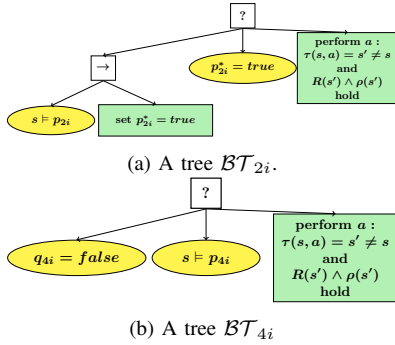 ?
perform a :
τ(s, a) = s′ ≠ s
and
R(s′) ∧ ρ(s′)
hold
→
p*₂ᵢ = true
s ⊨ p₂ᵢ
set p*₂ᵢ = true
(a) A tree 𝓑𝓣₂ᵢ.
?
q₄ᵢ = false
s ⊨ p₄ᵢ
perform a :
τ(s, a) = s′ ≠ s
and
R(s′) ∧ ρ(s′)
hold
(b) A tree 𝓑𝓣₄ᵢ